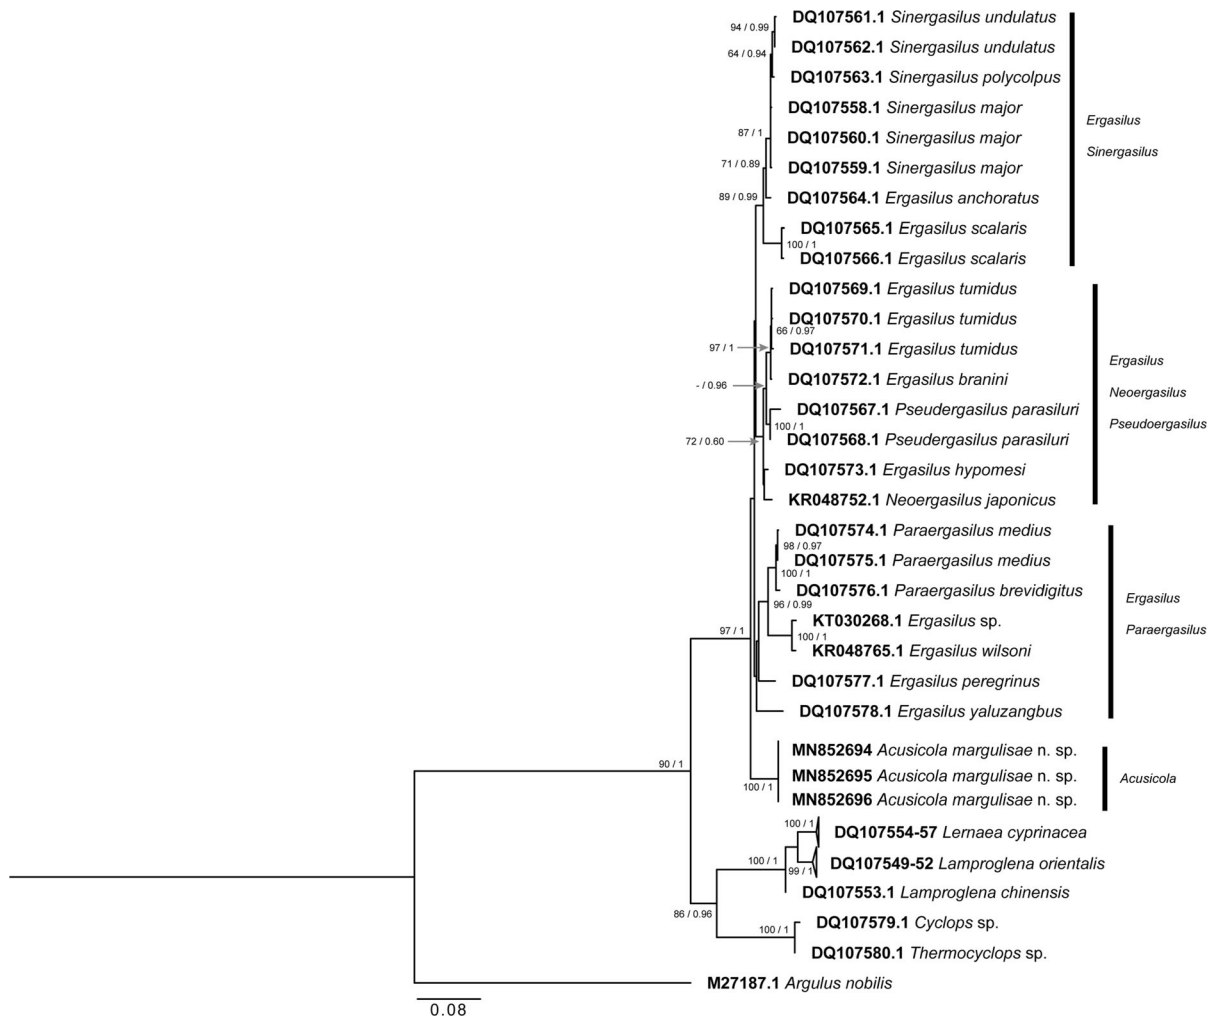 DQ107561.1 Sinergasilus undulatus
94 / 0.99
DQ107562.1 Sinergasilus undulatus
64 / 0.94
DQ107563.1 Sinergasilus polycolpus
DQ107558.1 Sinergasilus major
Ergasilus
87 / 1
DQ107560.1 Sinergasilus major
Sinergasilus
71 / 0.89
DQ107559.1 Sinergasilus major
89 / 0.99
DQ107564.1 Ergasilus anchoratus
DQ107565.1 Ergasilus scalaris
100 / 1
DQ107566.1 Ergasilus scalaris
DQ107569.1 Ergasilus tumidus
DQ107570.1 Ergasilus tumidus
66 / 0.97
97 / 1
DQ107571.1 Ergasilus tumidus
Ergasilus
DQ107572.1 Ergasilus branini
- / 0.96
Neoergasilus
DQ107567.1 Pseudergasilus parasiluri
Pseudoergasilus
100 / 1
DQ107568.1 Pseudergasilus parasiluri
72 / 0.60
DQ107573.1 Ergasilus hypomesi
KR048752.1 Neoergasilus japonicus
DQ107574.1 Paraergasilus medius
98 / 0.97
DQ107575.1 Paraergasilus medius
100 / 1
DQ107576.1 Paraergasilus brevidigitus
Ergasilus
96 / 0.99
KT030268.1 Ergasilus sp.
Paraergasilus
97 / 1
100 / 1
KR048765.1 Ergasilus wilsoni
DQ107577.1 Ergasilus peregrinus
DQ107578.1 Ergasilus yaluzangbus
MN852694 Acusicola margulisae n. sp.
90 / 1
MN852695 Acusicola margulisae n. sp.
Acusicola
100 / 1
MN852696 Acusicola margulisae n. sp.
100 / 1
DQ107554-57 Lernaea cyprinacea
100 / 1
DQ107549-52 Lamproglena orientalis
99 / 1
DQ107553.1 Lamproglena chinensis
86 / 0.96
DQ107579.1 Cyclops sp.
100 / 1
DQ107580.1 Thermocyclops sp.
M27187.1 Argulus nobilis
0.08